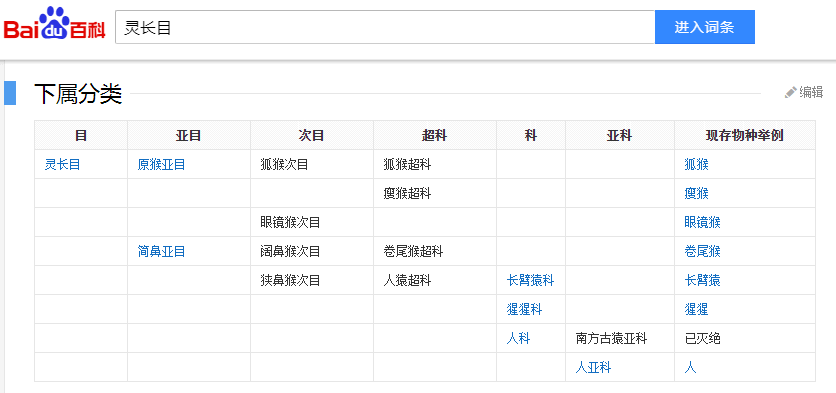 Bai du 百科 灵长目 进入词条
下属分类 编辑
目 亚目 次目 超科 科 亚科 现存物种举例
灵长目 原猴亚目 狐猴次目 狐猴超科 狐猴
瘦猴超科 瘦猴
眼镜猴次目 眼镜猴
简鼻亚目 阔鼻猴次目 卷尾猴超科 卷尾猴
狭鼻猴次目 人猿超科 长臂猿科 长臂猿
猩猩科 猩猩
人科 南方古猿亚科 已灭绝
人亚科 人